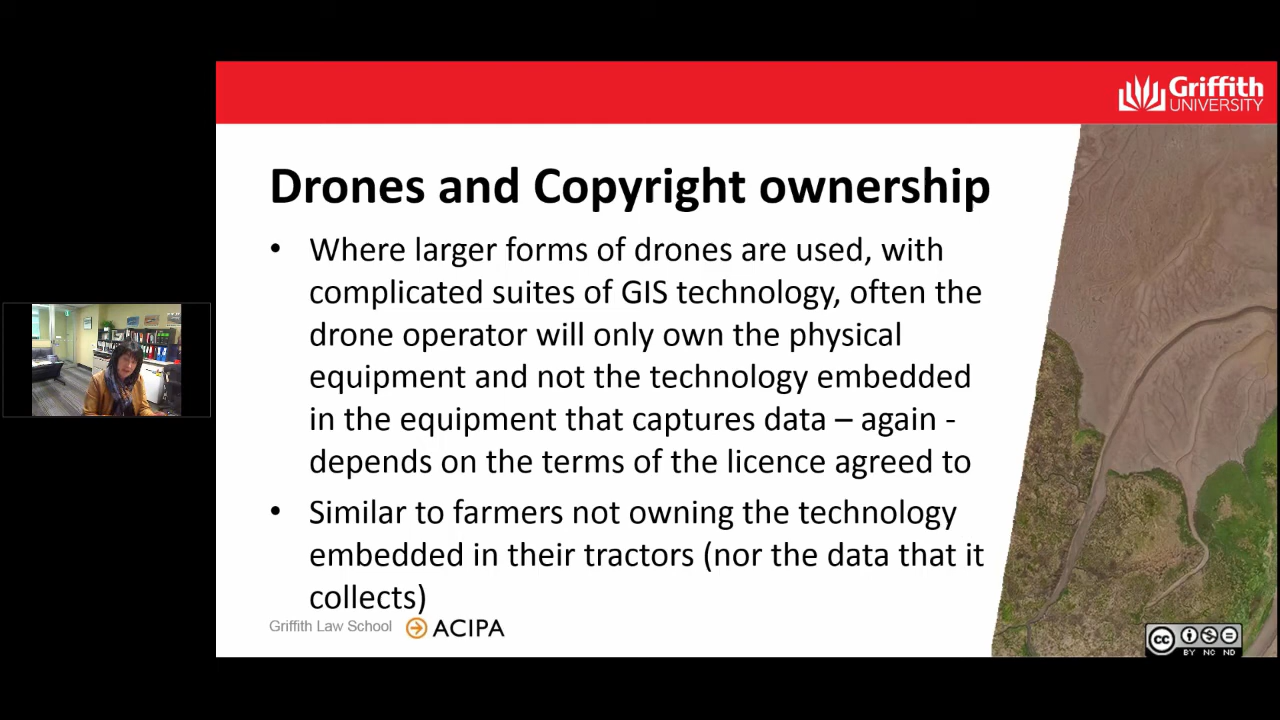 Griffith
UNIVERSITY
Drones and Copyright ownership
• Where larger forms of drones are used, with
complicated suites of GIS technology, often the
drone operator will only own the physical
equipment and not the technology embedded
in the equipment that captures data – again -
depends on the terms of the licence agreed to
• Similar to farmers not owning the technology
embedded in their tractors (nor the data that it
collects)
Griffith Law School
ACIPA
cc
BY NC ND